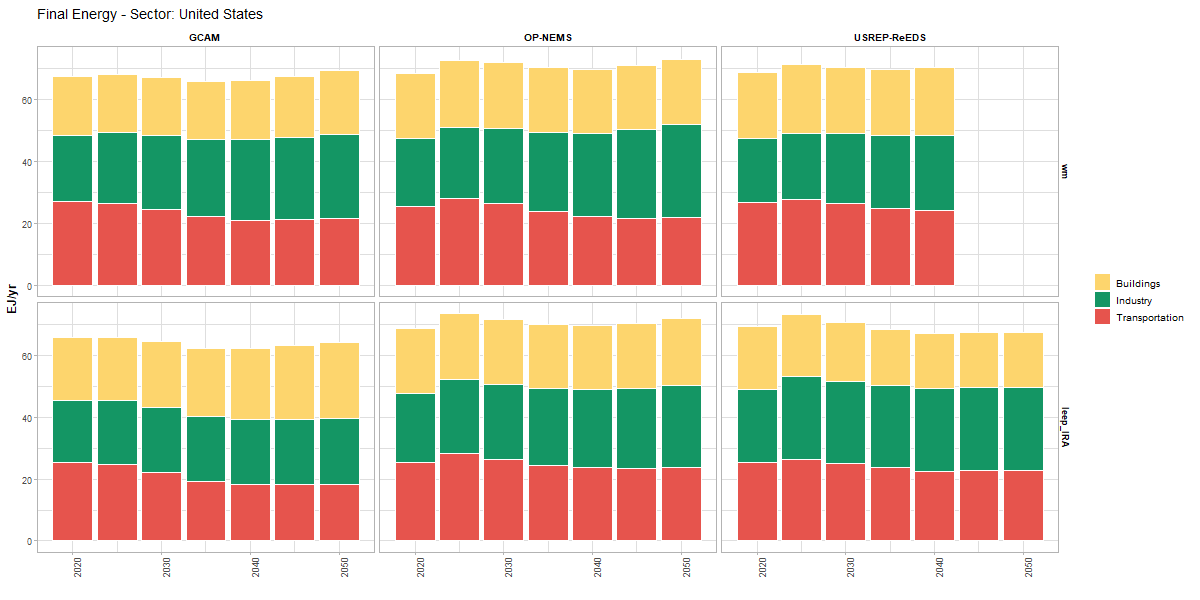 Final Energy - Sector: United States
GCAM
OP-NEMS
USREP-ReEDS
60
40
20
0
wm
EJ/yr
60
40
20
0
leep_IRA
2020
2030
2040
2050
2020
2030
2040
2050
2020
2030
2040
2050
Buildings
Industry
Transportation